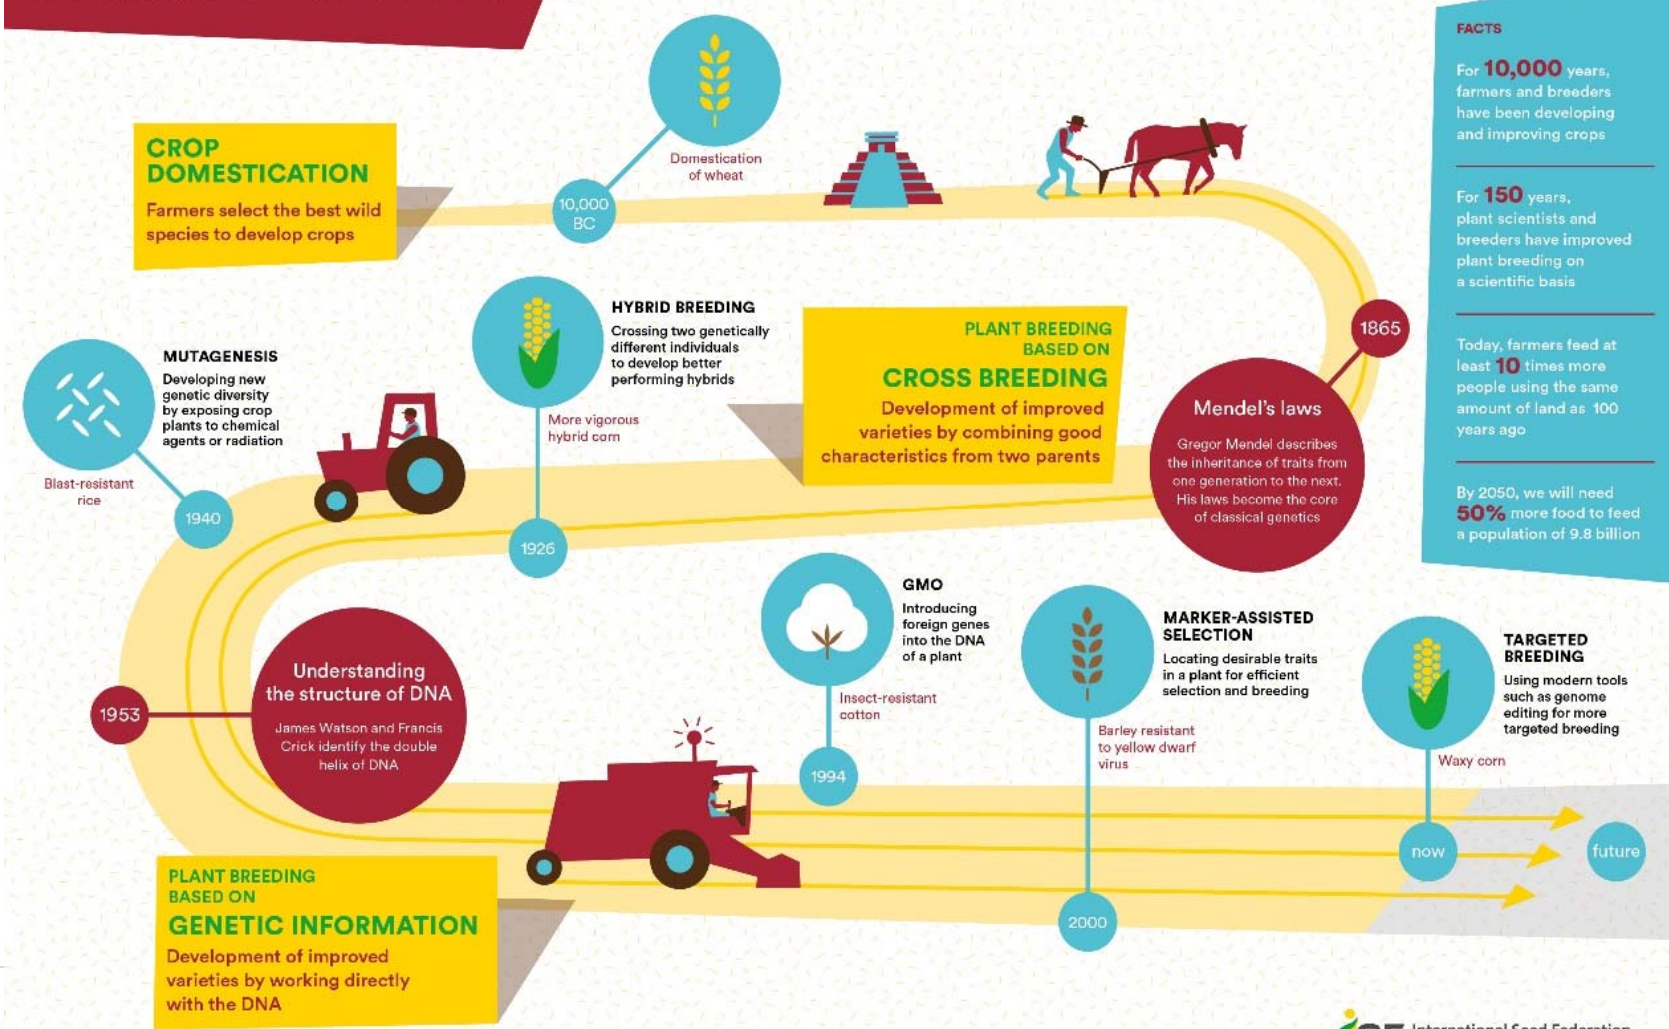 CROP
DOMESTICATION
Farmers select the best wild
species to develop crops
10,000
BC
Domestication
of wheat
1865
Mendel's laws
Gregor Mendel describes
the inheritance of traits from
one generation to the next.
His laws become the core
of classical genetics
PLANT BREEDING
BASED ON
CROSS BREEDING
Development of improved
varieties by combining good
characteristics from two parents
HYBRID BREEDING
Crossing two genetically
different individuals
to develop better
performing hybrids
More vigorous
hybrid corn
1926
MUTAGENESIS
Developing new
genetic diversity
by exposing crop
plants to chemical
agents or radiation
Blast-resistant
rice
1940
1953
Understanding
the structure of DNA
James Watson and Francis
Crick identify the double
helix of DNA
PLANT BREEDING
BASED ON
GENETIC INFORMATION
Development of improved
varieties by working directly
with the DNA
GMO
Introducing
foreign genes
into the DNA
of a plant
Insect-resistant
cotton
1994
MARKER-ASSISTED
SELECTION
Locating desirable traits
in a plant for efficient
selection and breeding
Barley resistant
to yellow dwarf
virus
2000
TARGETED
BREEDING
Using modern tools
such as genome
editing for more
targeted breeding
Waxy corn
now
future
FACTS
For 10,000 years,
farmers and breeders
have been developing
and improving crops
For 150 years,
plant scientists and
breeders have improved
plant breeding on
a scientific basis
Today, farmers feed at
least 10 times more
people using the same
amount of land as 100
years ago
By 2050, we will need
50% more food to feed
a population of 9.8 billion
International Seed Federation